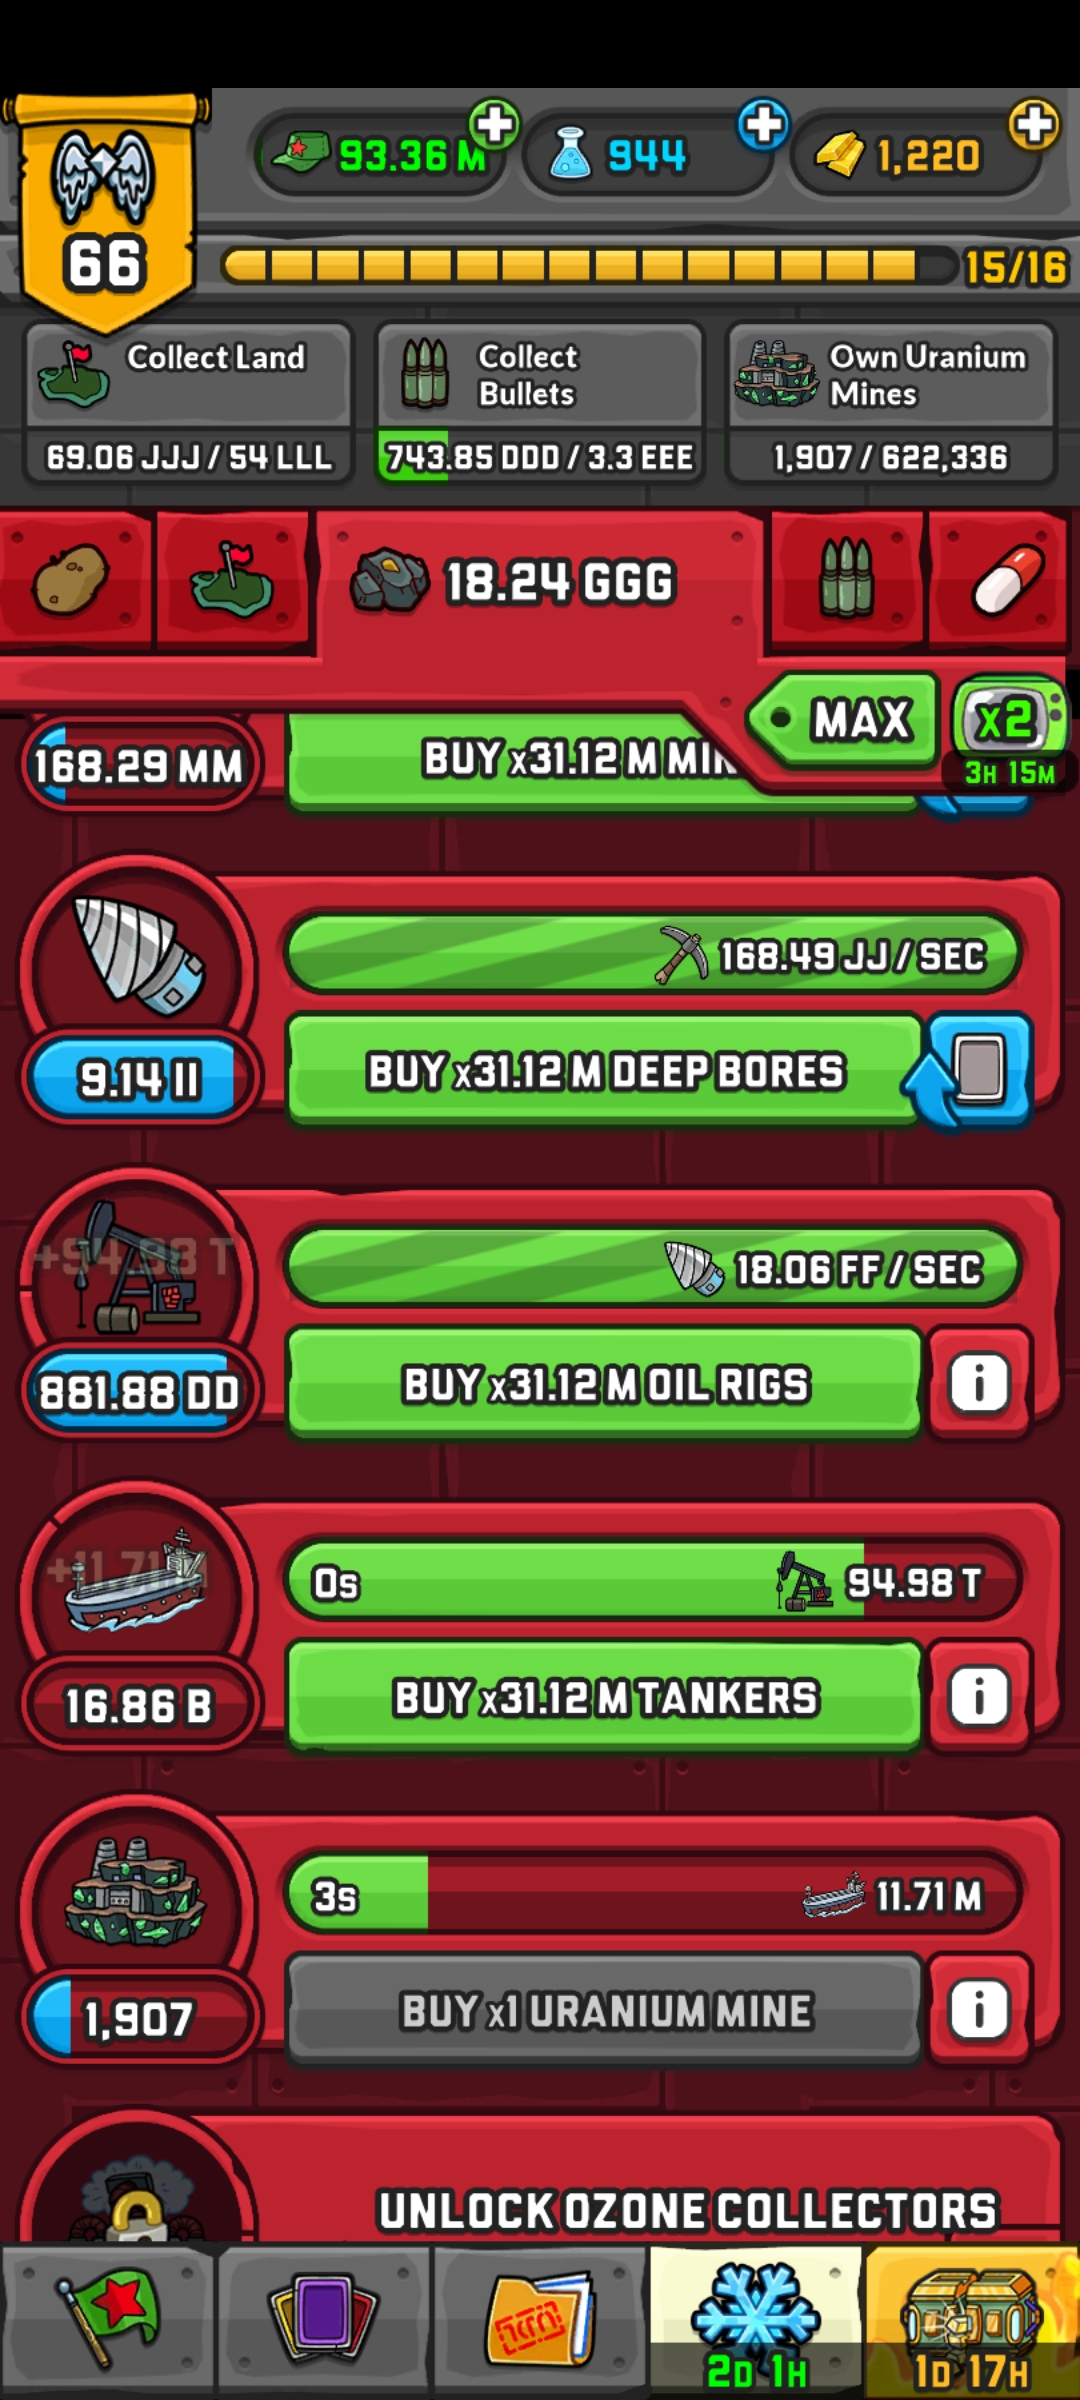 93.36 M
944
1,220
66
15/16
Collect Land
69.06 JJJ / 54 LLL
Collect
Bullets
743.85 DDD / 3.3 EEE
Own Uranium
Mines
1,907 / 622,336
18.24 GGG
MAX
x2
3H 15M
168.29 MM
BUY x31.12 M
168.49 JJ / SEC
9.14 II
BUY x31.12 M DEEP BORES
+94.98 T
18.06 FF / SEC
881.88 DD
BUY x31.12 M OIL RIGS
+11.71 M
0s
94.98 T
16.86 B
BUY x31.12 M TANKERS
3s
11.71 M
1,907
BUY x1 URANIUM MINE
UNLOCK OZONE COLLECTORS
2D 1H
1D 17H